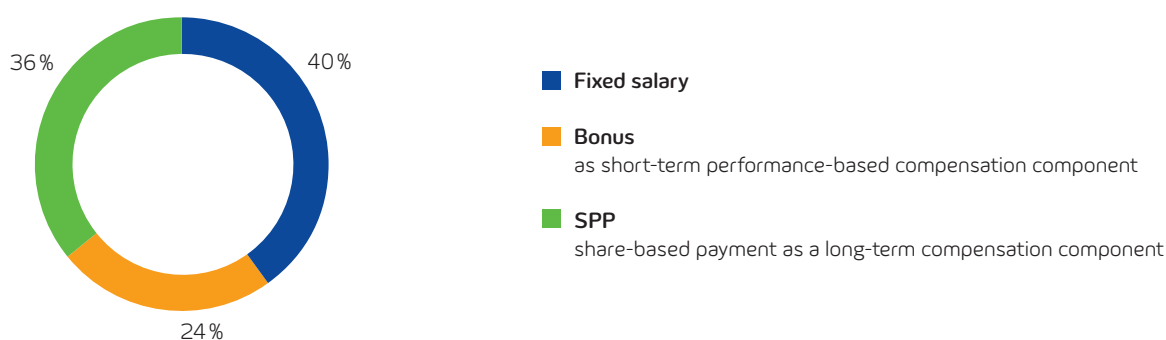 36 %
40 %
24 %
Fixed salary
Bonus
as short-term performance-based compensation component
SPP
share-based payment as a long-term compensation component